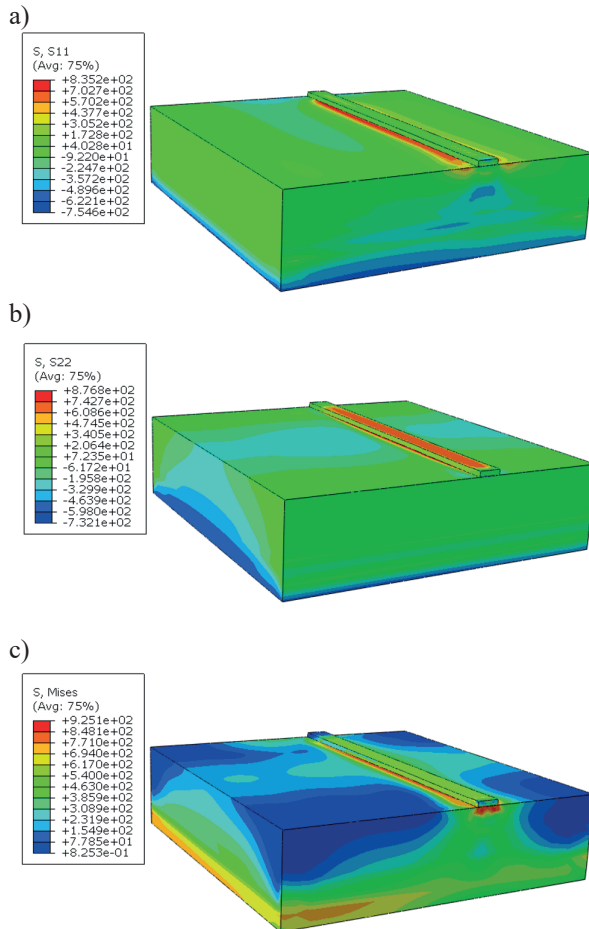 a)
S, S11
(Avg: 75%)
+8.352e+02
+7.027e+02
+5.702e+02
+4.377e+02
+3.052e+02
+1.728e+02
+4.028e+01
-9.220e+01
-2.247e+02
-3.572e+02
-4.896e+02
-6.221e+02
-7.546e+02
b)
S, S22
(Avg: 75%)
+8.768e+02
+7.427e+02
+6.086e+02
+4.745e+02
+3.405e+02
+2.064e+02
+7.235e+01
-6.172e+01
-1.958e+02
-3.299e+02
-4.639e+02
-5.980e+02
-7.321e+02
c)
S, Mises
(Avg: 75%)
+9.251e+02
+8.481e+02
+7.710e+02
+6.940e+02
+6.170e+02
+5.400e+02
+4.630e+02
+3.859e+02
+3.089e+02
+2.319e+02
+1.549e+02
+7.785e+01
+8.253e-01